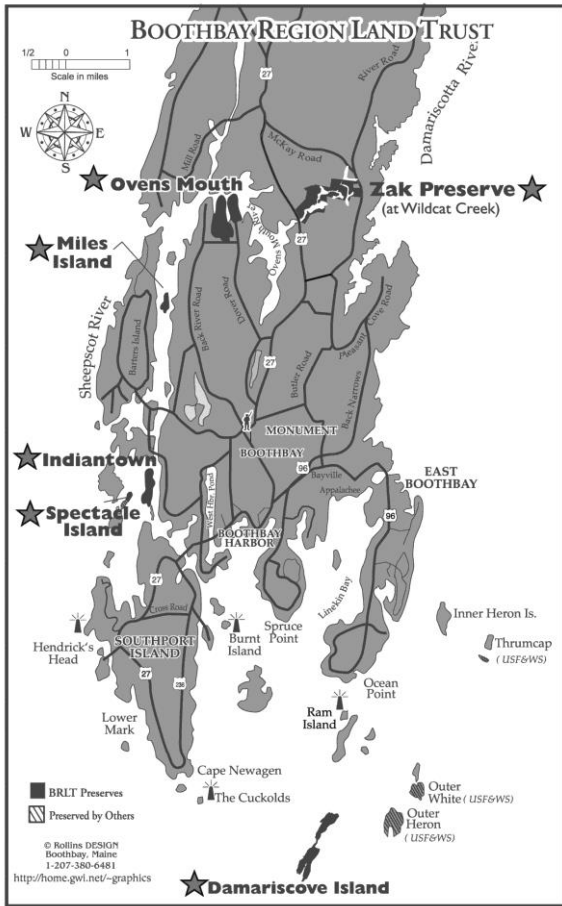 BOOTHBAY REGION LAND TRUST
1/2 0 1
Scale in miles
N
W E
S
27
River Road
Damariscotta River
Mill Road
McKay Road
Ovens Mouth
Zak Preserve
(at Wildcat Creek)
27
Ovens Mouth River
Miles
Island
Sheepscot River
Barters Island
Back River Road
Dover Road
27
Butler Road
Pleasant Cove Road
Back Narrows
MONUMENT
BOOTHBAY
Indiantown
96
Bayville
Appalachee
EAST
BOOTHBAY
Spectacle
Island
West Hbr. Pond
BOOTHBAY
HARBOR
96
27
Linekin Bay
Cross Road
Hendrick's
Head
SOUTHPORT
ISLAND
Burnt
Island
Spruce
Point
Inner Heron Is.
Thrumcap
(USF&WS)
27
238
Ocean
Point
Lower
Mark
Ram
Island
Cape Newagen
The Cuckolds
Outer
White (USF&WS)
Outer
Heron
(USF&WS)
BRLT Preserves
Preserved by Others
© Rollins DESIGN
Boothbay, Maine
1-207-380-6481
http://home.gwi.net/~graphics
Damariscove Island